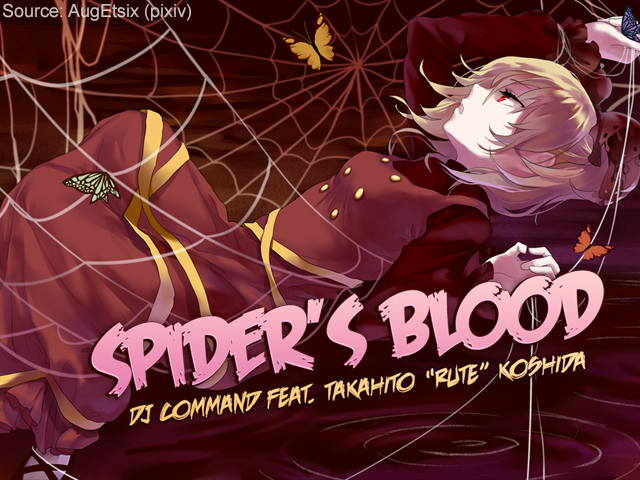 Source: AugEtsix (pixiv)
SPIDER'S BLOOD
DJ COMMAND FEAT. TAKAHITO "RUTE" KOSHIDA